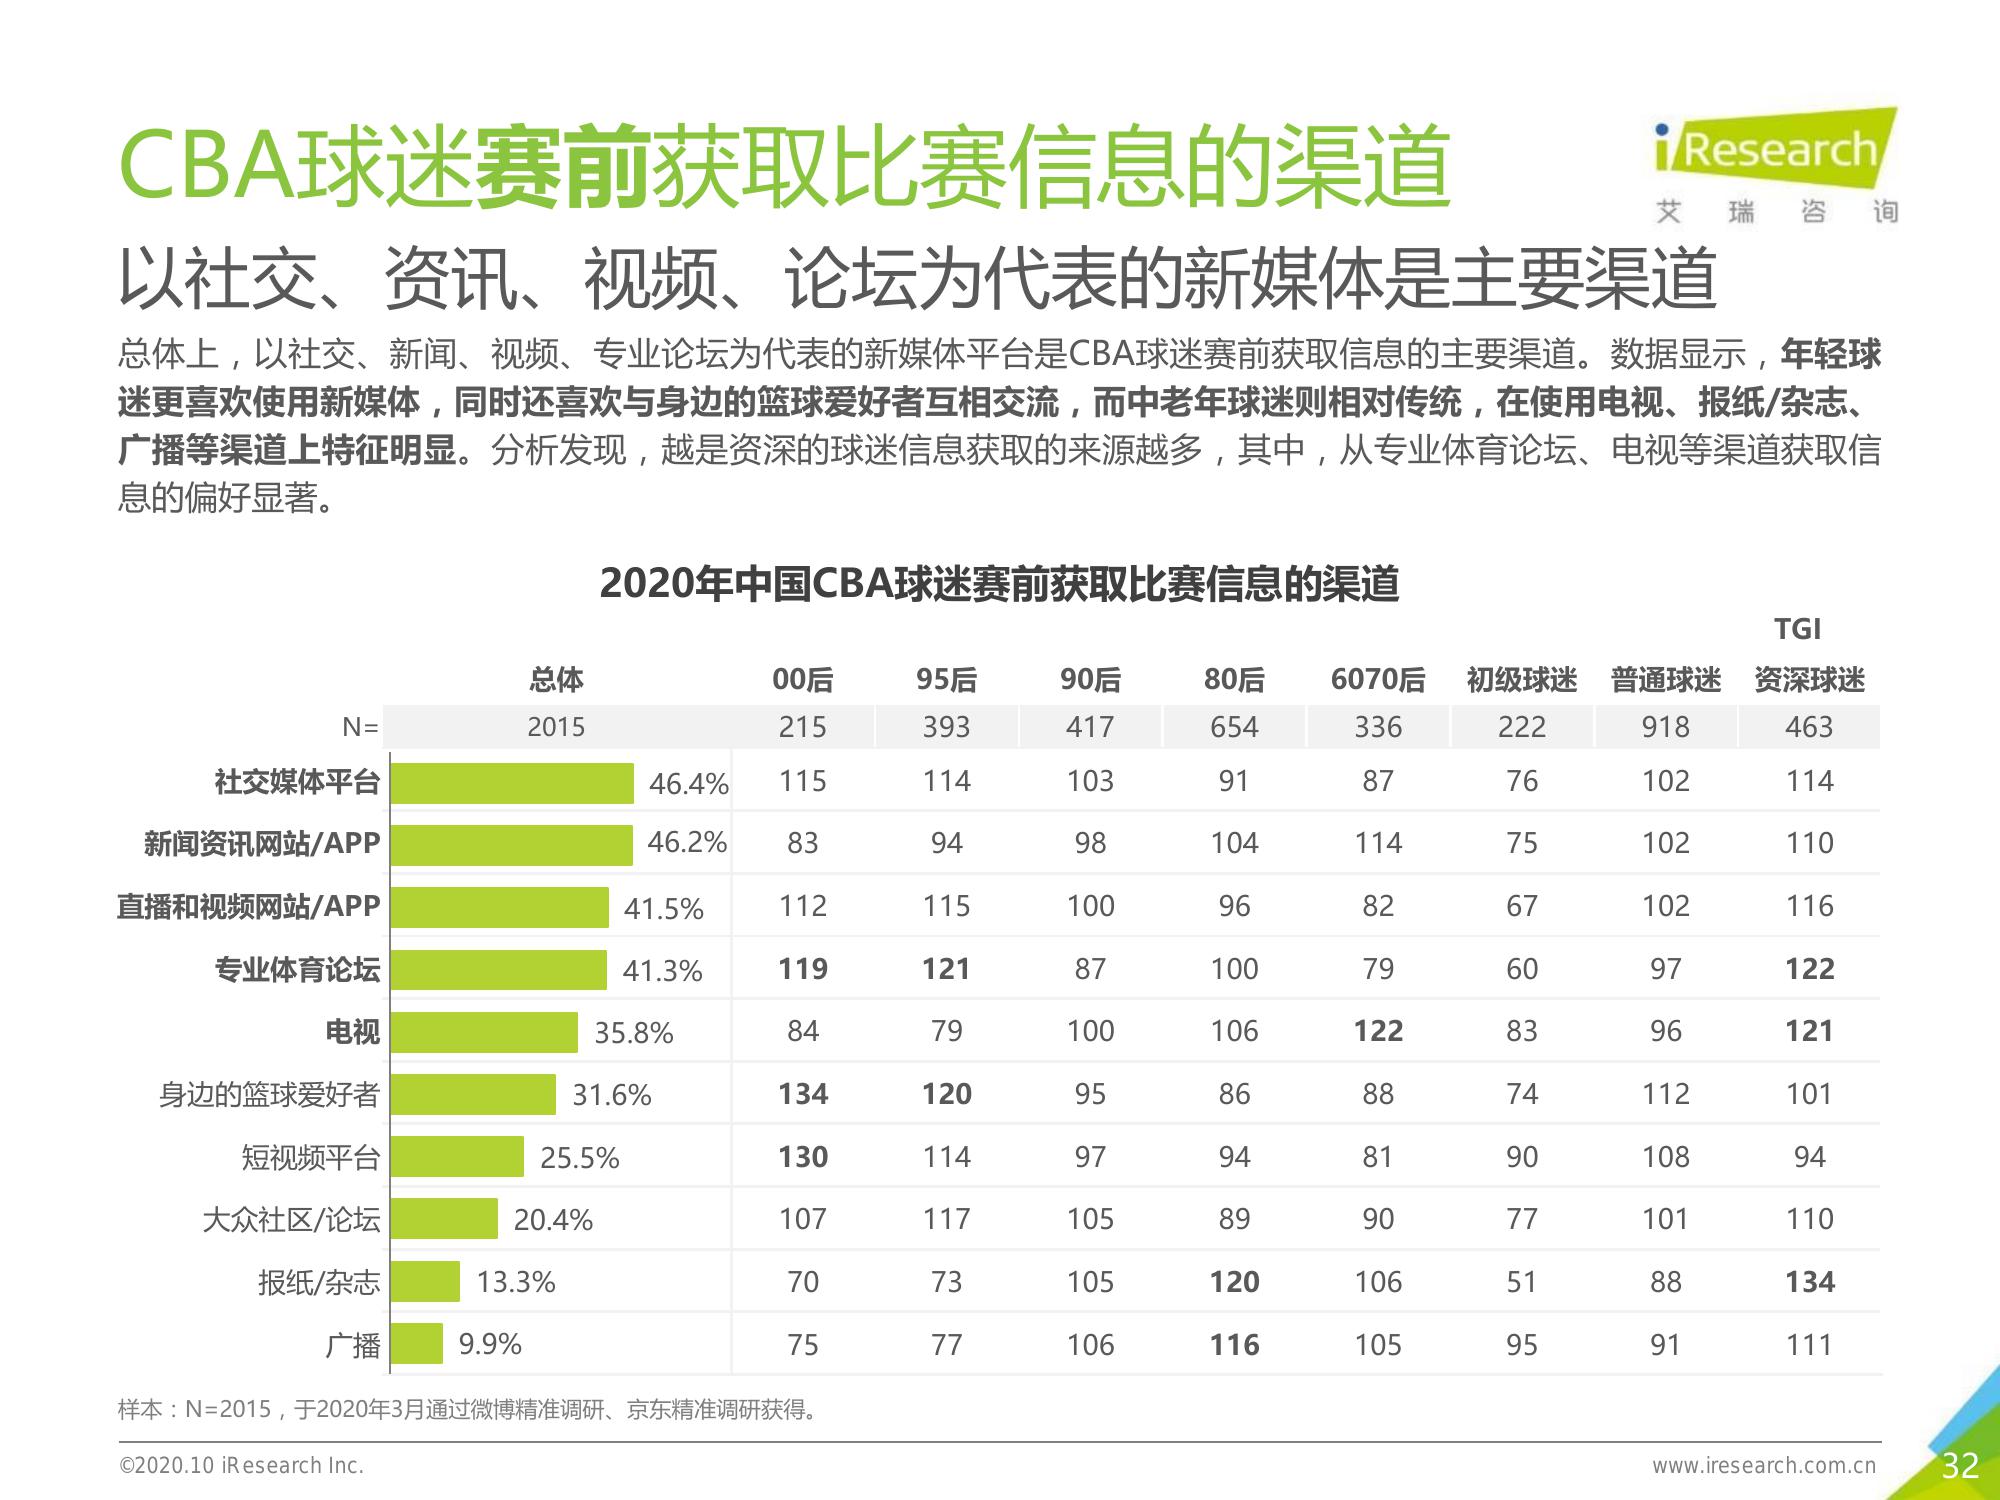 CBA球迷赛前获取比赛信息的渠道
iResearch
艾瑞咨询
以社交、资讯、视频、论坛为代表的新媒体是主要渠道
总体上，以社交、新闻、视频、专业论坛为代表的新媒体平台是CBA球迷赛前获取信息的主要渠道。数据显示，年轻球
迷更喜欢使用新媒体，同时还喜欢与身边的篮球爱好者互相交流，而中老年球迷则相对传统，在使用电视、报纸/杂志、
广播等渠道上特征明显。分析发现，越是资深的球迷信息获取的来源越多，其中，从专业体育论坛、电视等渠道获取信
息的偏好显著。
2020年中国CBA球迷赛前获取比赛信息的渠道
TGI
总体 00后 95后 90后 80后 6070后 初级球迷 普通球迷 资深球迷
N= 2015 215 393 417 654 336 222 918 463
社交媒体平台 46.4% 115 114 103 91 87 76 102 114
新闻资讯网站/APP 46.2% 83 94 98 104 114 75 102 110
直播和视频网站/APP 41.5% 112 115 100 96 82 67 102 116
专业体育论坛 41.3% 119 121 87 100 79 60 97 122
电视 35.8% 84 79 100 106 122 83 96 121
身边的篮球爱好者 31.6% 134 120 95 86 88 74 112 101
短视频平台 25.5% 130 114 97 94 81 90 108 94
大众社区/论坛 20.4% 107 117 105 89 90 77 101 110
报纸/杂志 13.3% 70 73 105 120 106 51 88 134
广播 9.9% 75 77 106 116 105 95 91 111
样本：N=2015，于2020年3月通过微博精准调研、京东精准调研获得。
©2020.10 iResearch Inc.
www.iresearch.com.cn
32